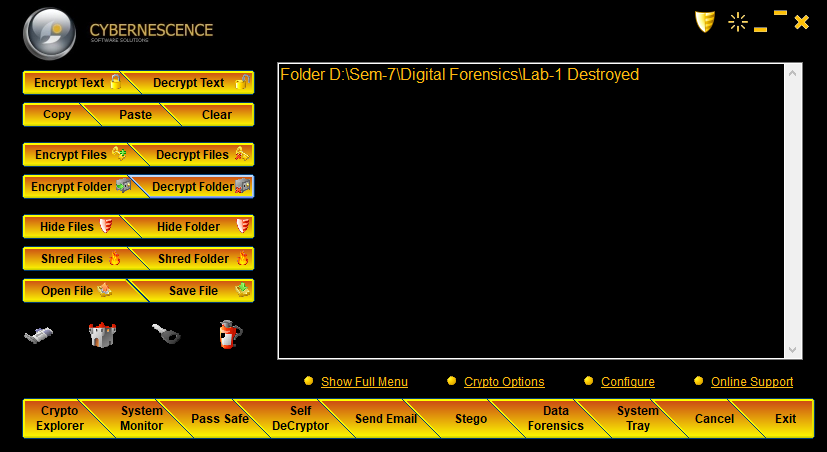 CYBERNESCENCE
SOFTWARE SOLUTIONS
Folder D:\Sem-7\Digital Forensics\Lab-1 Destroyed
Encrypt Text Decrypt Text
Copy Paste Clear
Encrypt Files Decrypt Files
Encrypt Folder Decrypt Folder
Hide Files Hide Folder
Shred Files Shred Folder
Open File Save File
Show Full Menu Crypto Options Configure Online Support
Crypto Explorer System Monitor Pass Safe Self DeCryptor Send Email Stego Data Forensics System Tray Cancel Exit